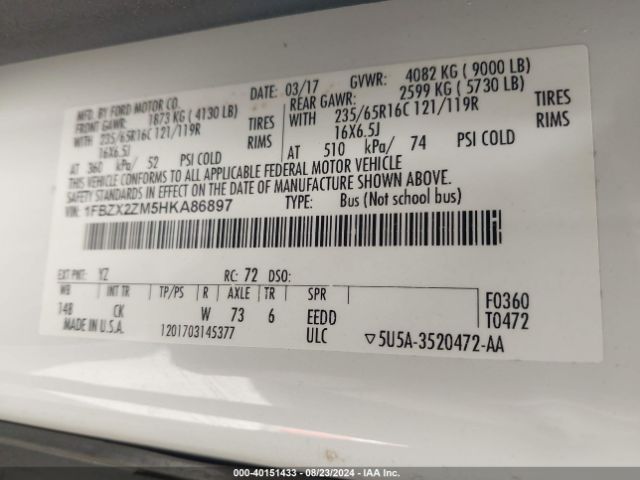 MFD. BY FORD MOTOR CO. DATE: 03/17 GVWR: 4082 KG ( 9000 LB)
FRONT GAWR: 1873 KG ( 4130 LB) REAR GAWR: 2599 KG ( 5730 LB)
WITH 235/65R16C 121/119R TIRES WITH 235/65R16C 121/119R TIRES
16X6.5J RIMS 16X6.5J RIMS
AT 360 kPa/ 52 PSI COLD AT 510 kPa/ 74 PSI COLD
THIS VEHICLE CONFORMS TO ALL APPLICABLE FEDERAL MOTOR VEHICLE
SAFETY STANDARDS IN EFFECT ON THE DATE OF MANUFACTURE SHOWN ABOVE.
VIN: 1FBZX2ZM5HKA86897 TYPE: Bus (Not school bus)
EXT PNT: YZ RC: 72 DSO:
WB INT TR TP/PS R AXLE TR SPR F0360
148 CK W 73 6 EEDD T0472
MADE IN U.S.A. 1201703145377 ULC ▽5U5A-3520472-AA
000-40151433 - 08/23/2024 - IAA Inc.